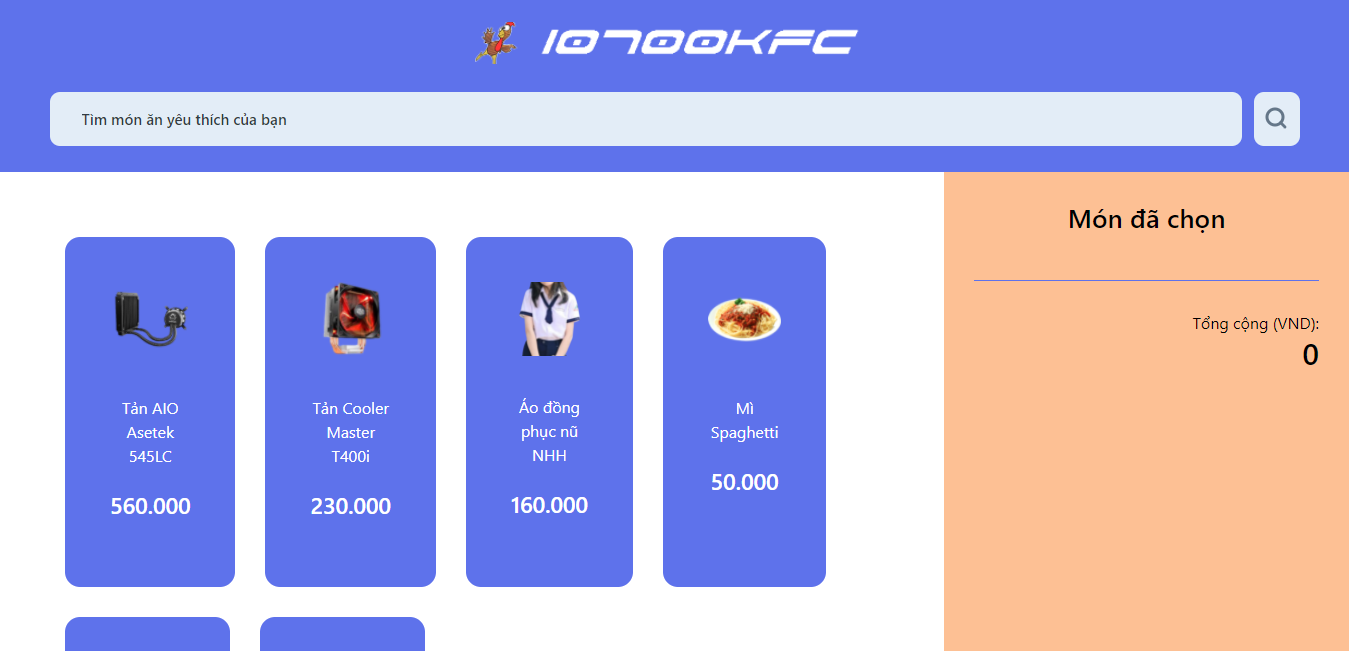 10700KFC
Tìm món ăn yêu thích của bạn
Món đã chọn
Tổng cộng (VND):
0
Tản AIO
Asetek
545LC
560.000
Tản Cooler
Master
T400i
230.000
Áo đồng
phục nũ
NHH
160.000
Mì
Spaghetti
50.000